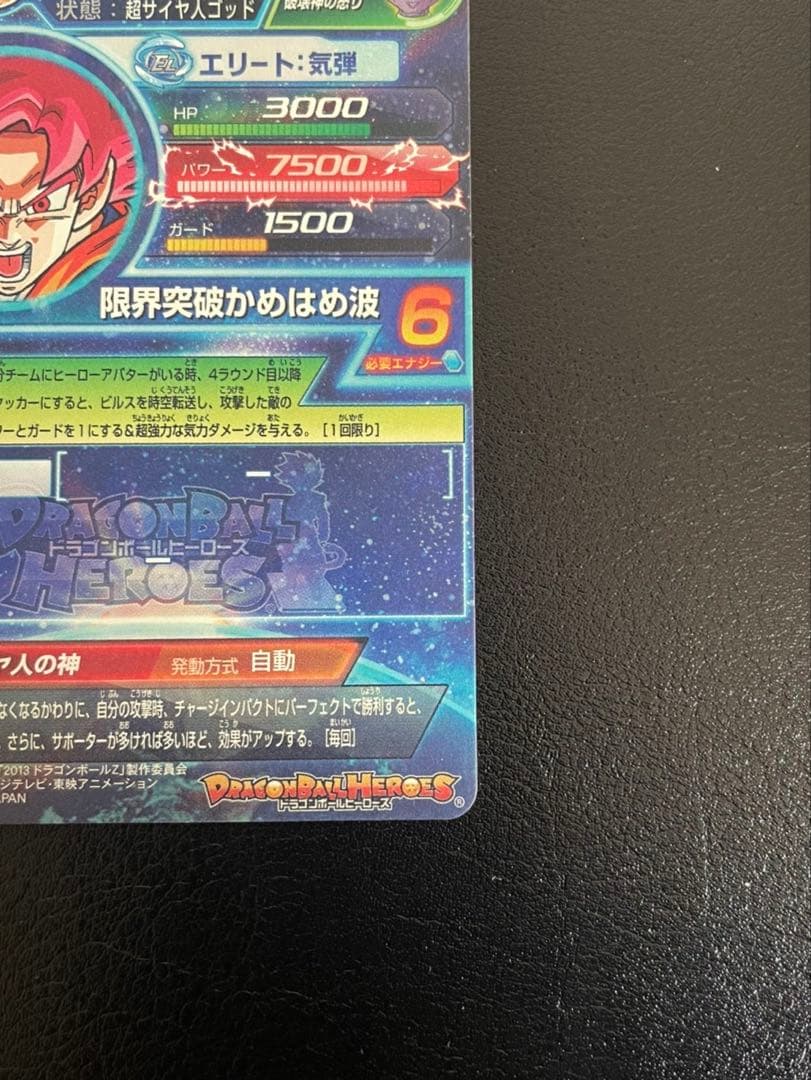 状態：超サイヤ人ゴッド
破壊神の怒り
EL エリート：気弾
HP 3000
パワー 7500
ガード 1500
限界突破かめはめ波 6
必要エナジー
分チームにヒーローアバターがいる時、4ラウンド目以降
ッカーにすると、ビルスを時空転送し、攻撃した敵の
ワーとガードを1にする&超強力な気力ダメージを与える。[1回限り]
DRAGONBALL
ドラゴンボールヒーローズ
HEROES
ヤ人の神 発動方式 自動
なくなるかわりに、自分の攻撃時、チャージインパクトにパーフェクトで勝利すると、
さらに、サポーターが多ければ多いほど、効果がアップする。[毎回]
「2013 ドラゴンボールZ」製作委員会
ジテレビ・東映アニメーション
APAN
DRAGONBALL HEROES
ドラゴンボールヒーローズ ®